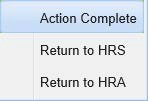 Action Complete
Return to HRS
Return to HRA